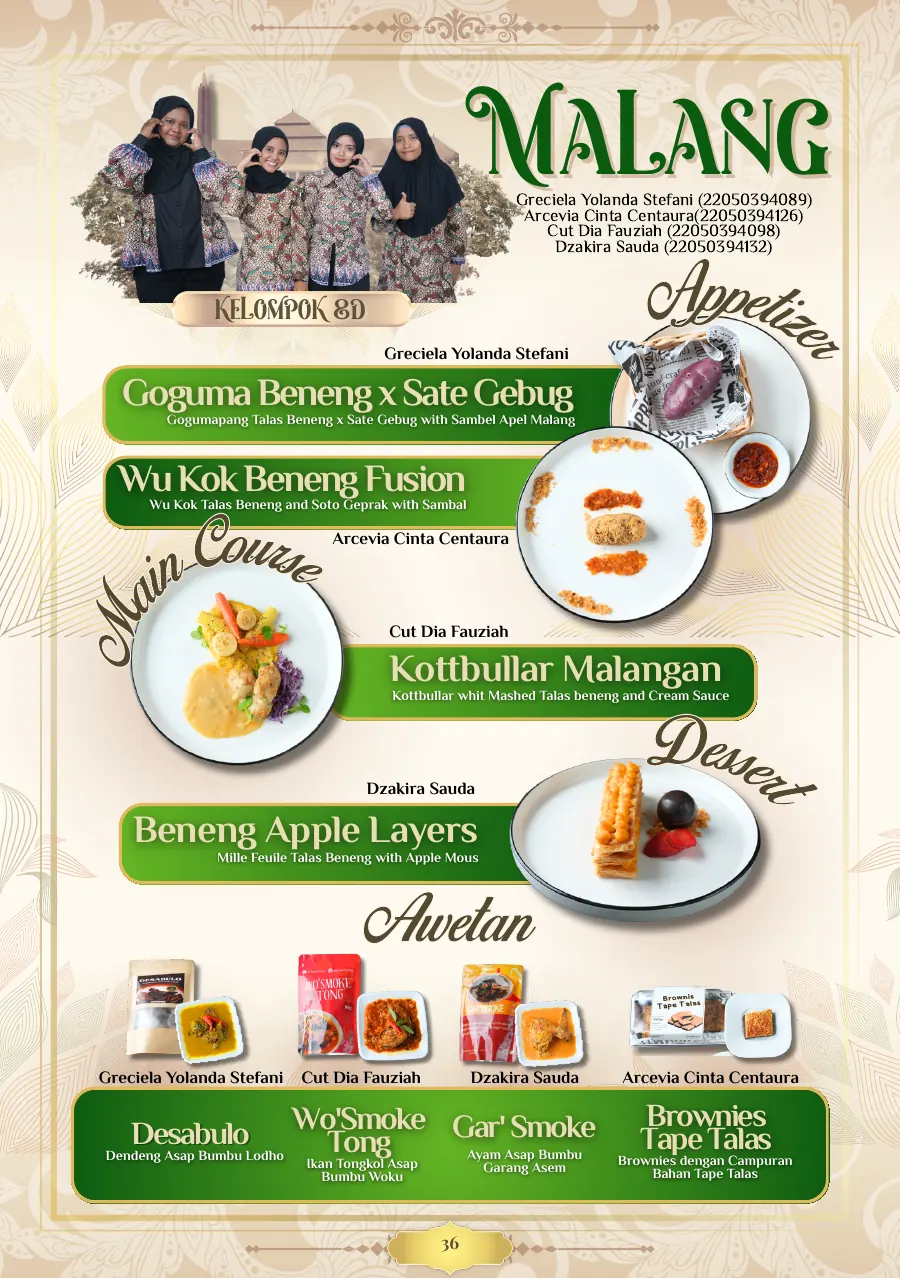 MALANG
Greciela Yolanda Stefani (22050394089)
Arcevia Cinta Centaura(22050394126)
Cut Dia Fauziah (22050394098)
Dzakira Sauda (22050394132)
KELOMPOK 8D
Appetizer
Greciela Yolanda Stefani
Goguma Beneng x Sate Gebug
Gogumapang Talas Beneng x Sate Gebug with Sambel Apel Malang
Wu Kok Beneng Fusion
Wu Kok Talas Beneng and Soto Geprak with Sambal
Arcevia Cinta Centaura
Main Course
Cut Dia Fauziah
Kottbullar Malangan
Kottbullar whit Mashed Talas beneng and Cream Sauce
Dessert
Dzakira Sauda
Beneng Apple Layers
Mille Feuile Talas Beneng with Apple Mous
Awetan
DESABULO
WO'SMOKE
TONG
Brownis
Tape Talas
Greciela Yolanda Stefani
Cut Dia Fauziah
Dzakira Sauda
Arcevia Cinta Centaura
Desabulo
Dendeng Asap Bumbu Lodho
Wo'Smoke
Tong
Ikan Tongkol Asap
Bumbu Woku
Gar' Smoke
Ayam Asap Bumbu
Garang Asem
Brownies
Tape Talas
Brownies dengan Campuran
Bahan Tape Talas
36